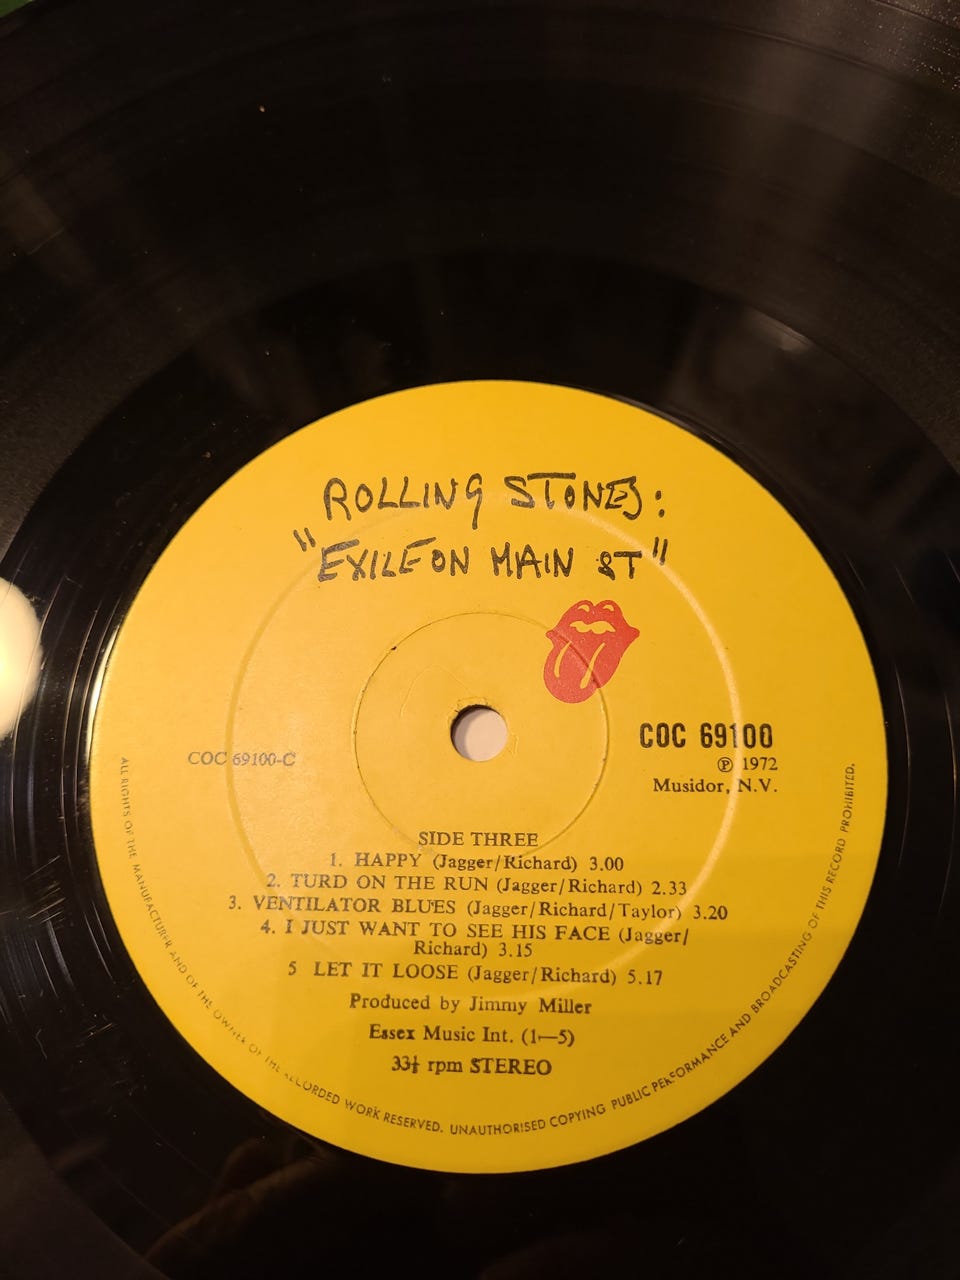 ROLLING STONES:
"EXILE ON MAIN ST"
COC 69100
COC 69100-C
℗ 1972
Musidor, N.V.
SIDE THREE
1. HAPPY (Jagger/Richard) 3.00
2. TURD ON THE RUN (Jagger/Richard) 2.33
3. VENTILATOR BLUES (Jagger/Richard/Taylor) 3.20
4. I JUST WANT TO SEE HIS FACE (Jagger/
Richard) 3.15
5 LET IT LOOSE (Jagger/Richard) 5.17
Produced by Jimmy Miller
Essex Music Int. (1—5)
33⅓ rpm STEREO
ALL RIGHTS OF THE MANUFACTURER AND OF THE OWNER OF THE RECORDED WORK RESERVED. UNAUTHORISED COPYING PUBLIC PERFORMANCE AND BROADCASTING OF THIS RECORD PROHIBITED.